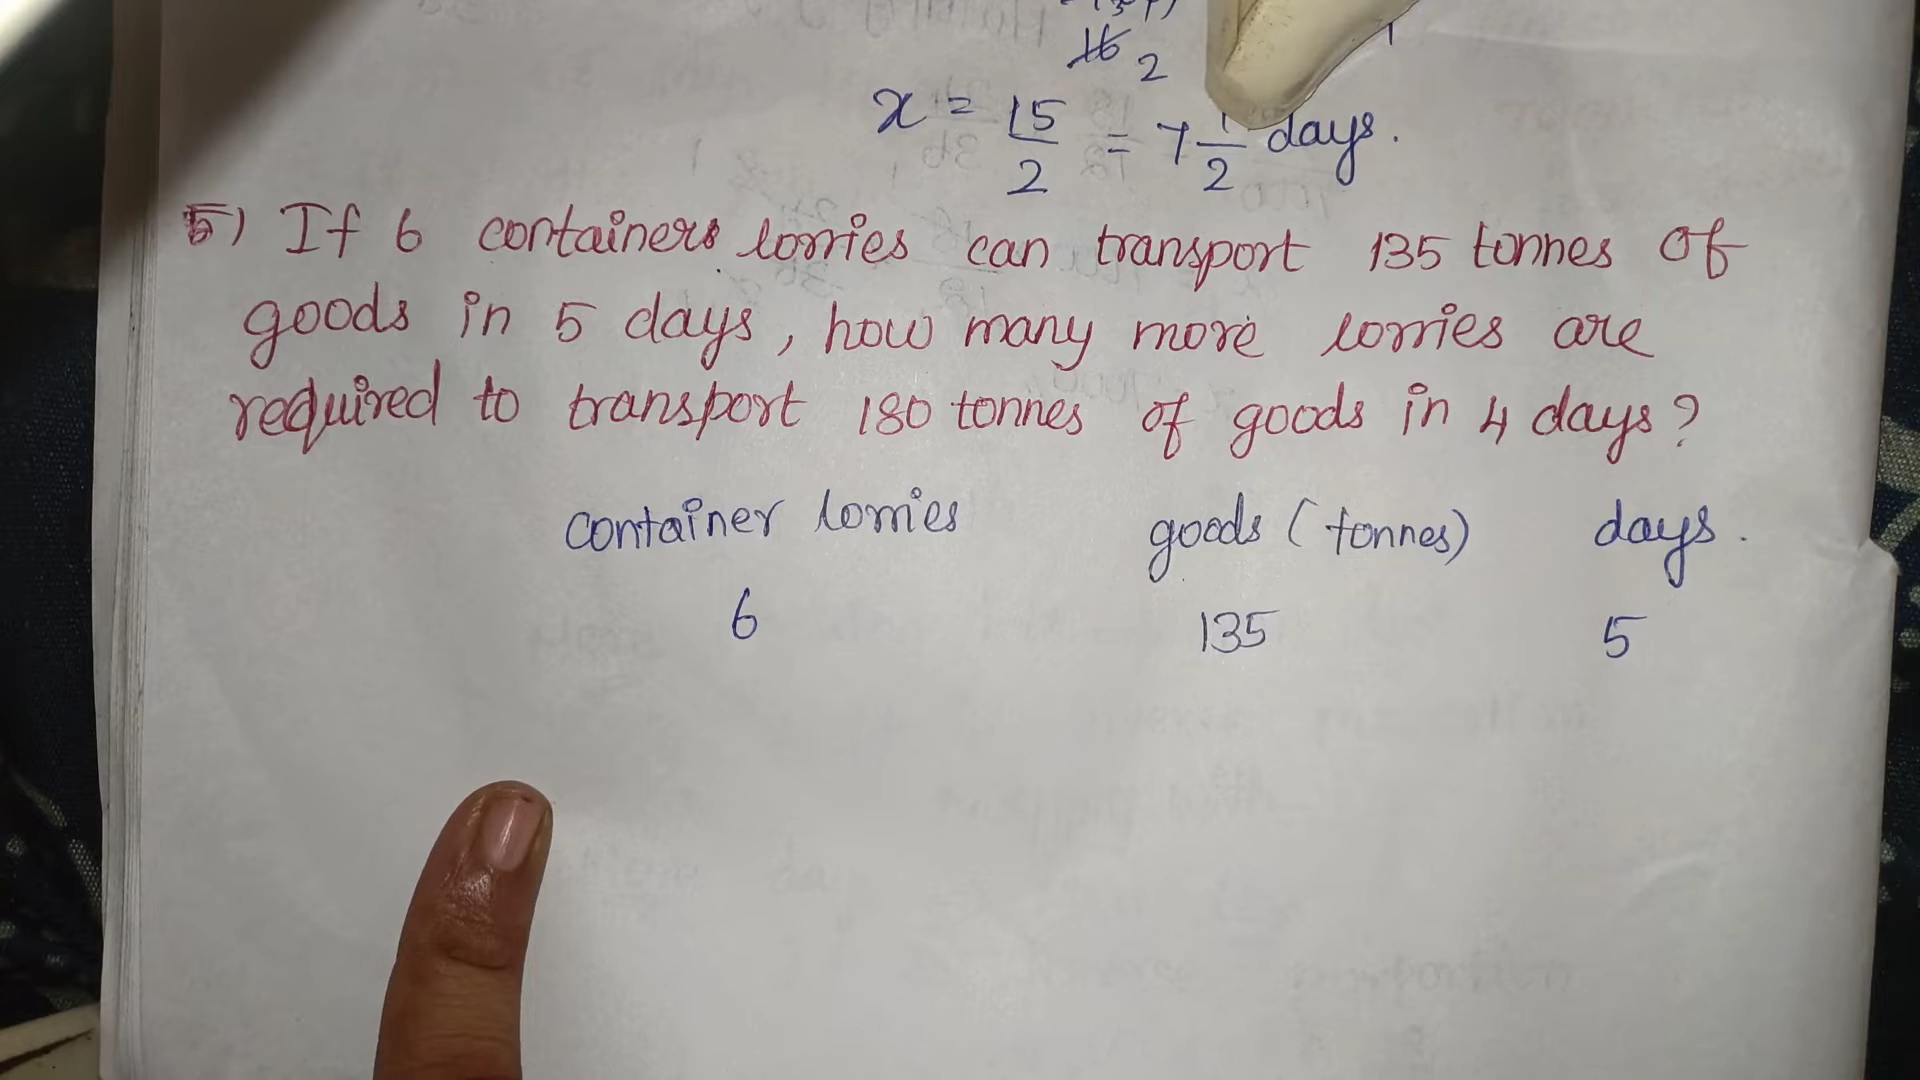 16 2
x = 15/2 = 7 1/2 days.
5) If 6 containers lorries can transport 135 tonnes of
goods in 5 days, how many more lorries are
required to transport 180 tonnes of goods in 4 days?
container lorries goods (tonnes) days.
6 135 5